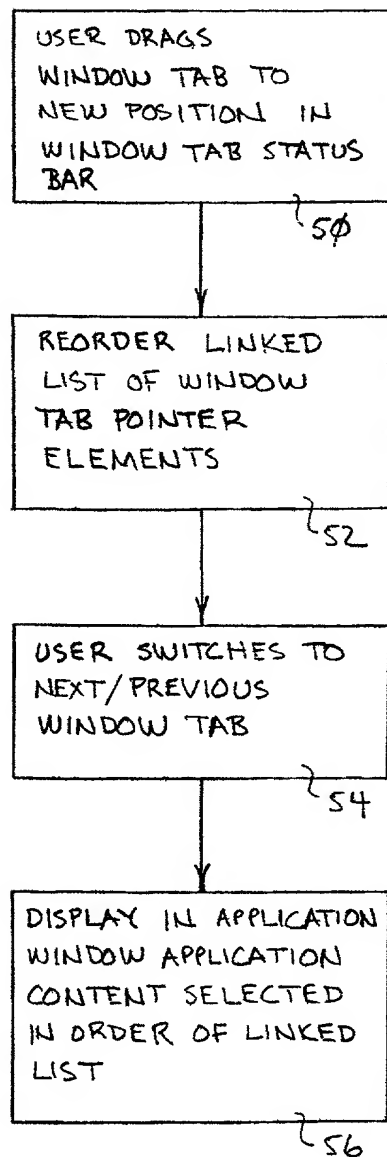 USER DRAGS
WINDOW TAB TO
NEW POSITION IN
WINDOW TAB STATUS
BAR
50
REORDER LINKED
LIST OF WINDOW
TAB POINTER
ELEMENTS
52
USER SWITCHES TO
NEXT/PREVIOUS
WINDOW TAB
54
DISPLAY IN APPLICATION
WINDOW APPLICATION
CONTENT SELECTED
IN ORDER OF LINKED
LIST
56